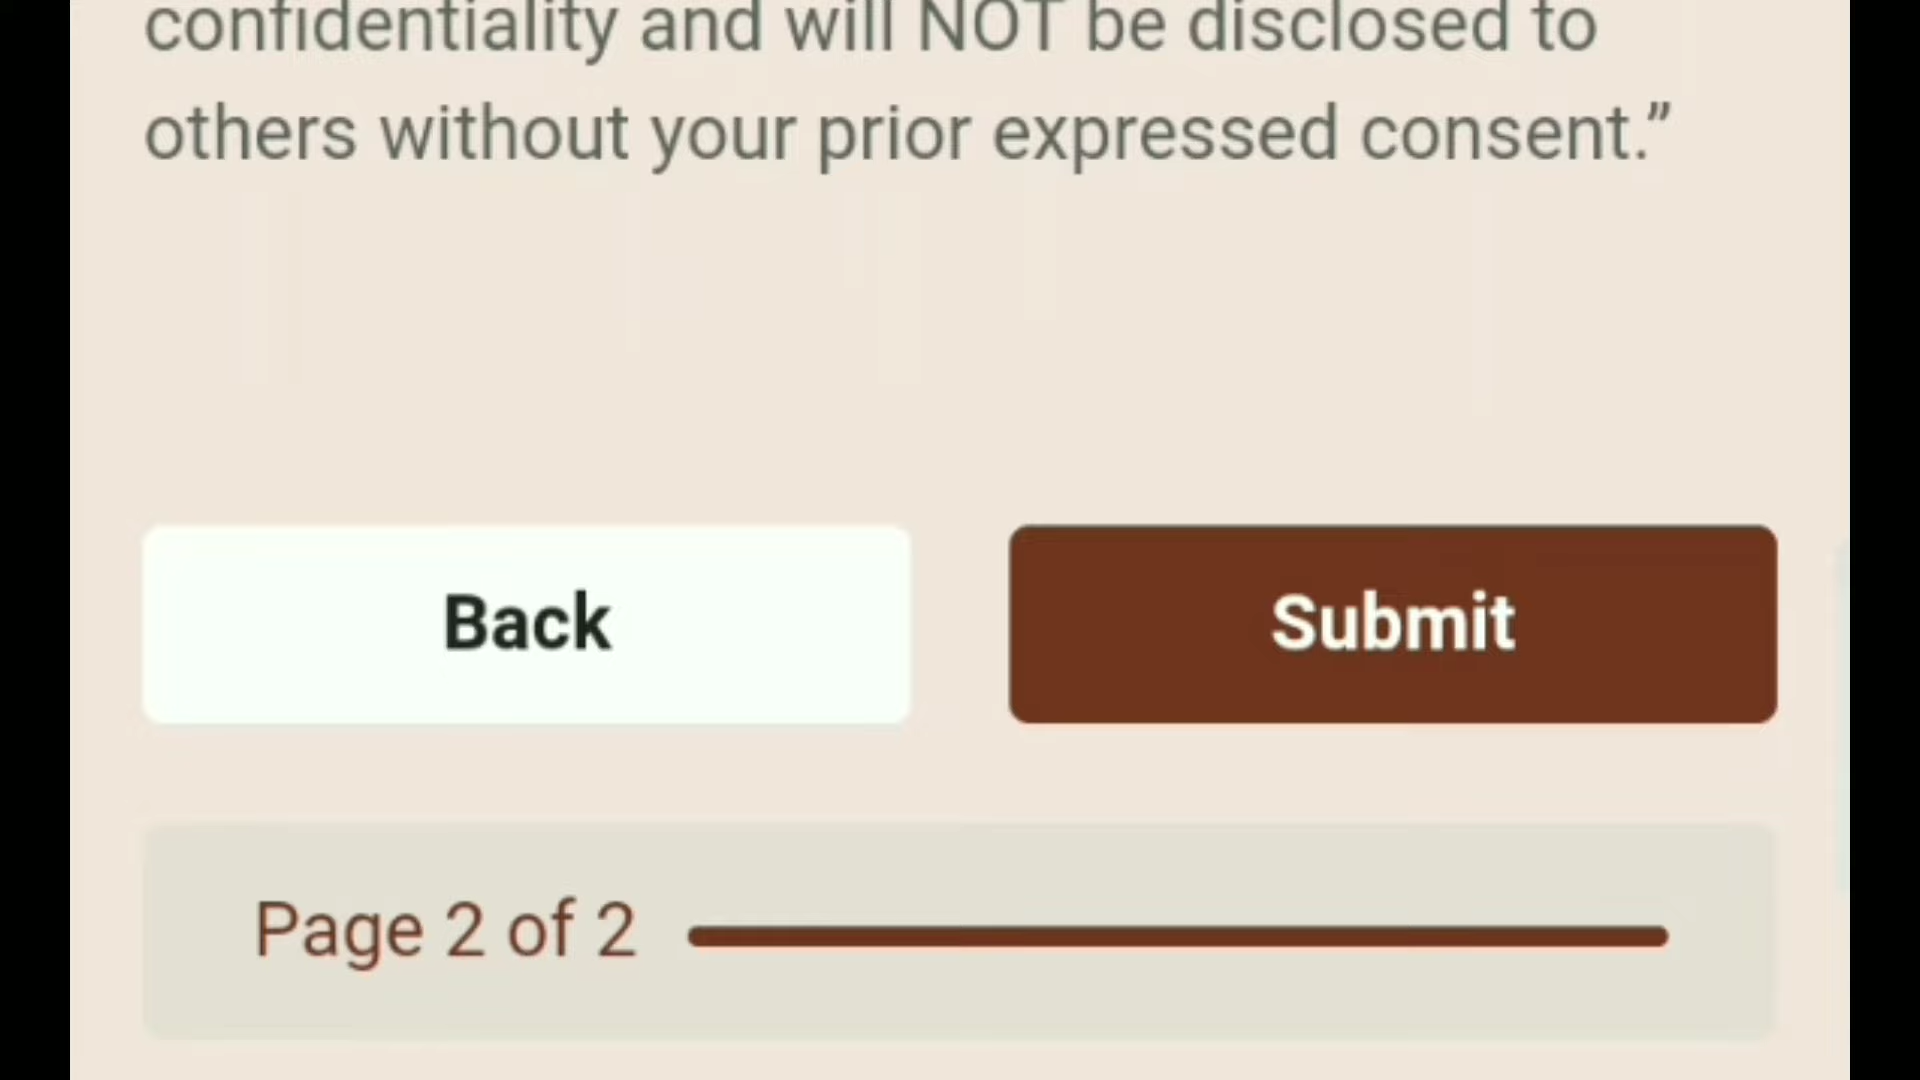 confidentiality and will NOT be disclosed to
others without your prior expressed consent.”
Back
Submit
Page 2 of 2